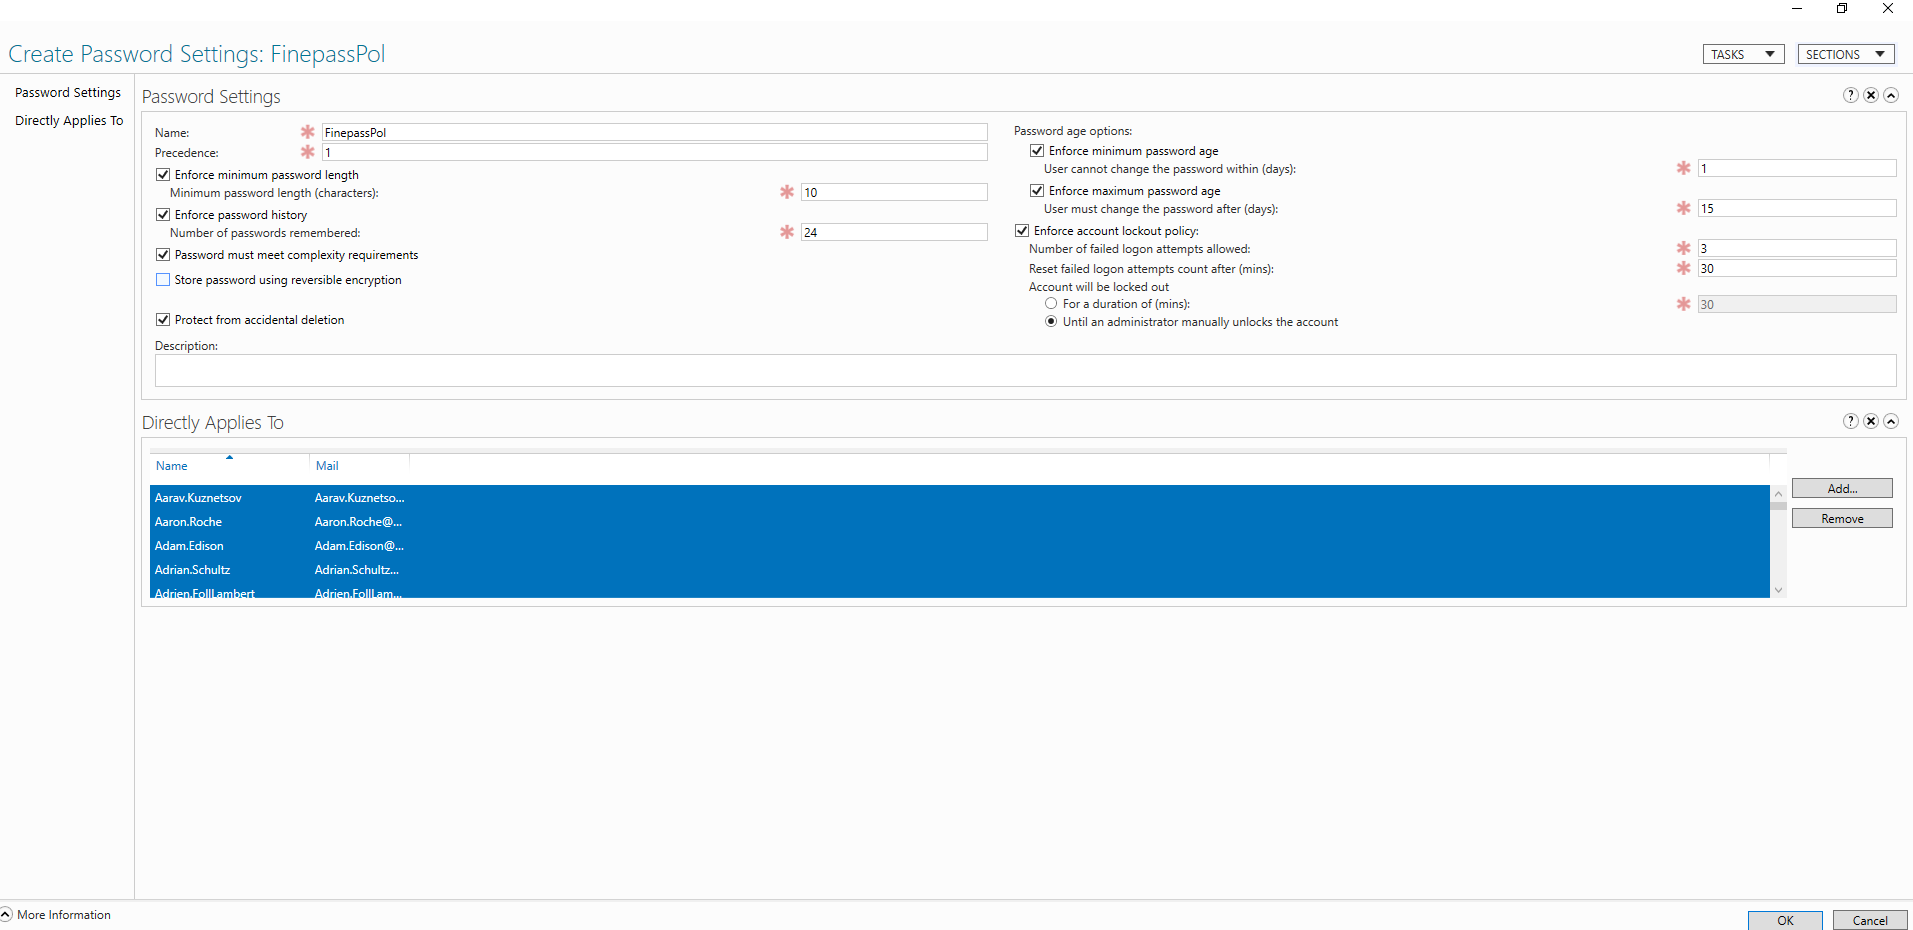 Create Password Settings: FinepassPol
TASKS
SECTIONS
Password Settings
Directly Applies To
Password Settings
Name:
FinepassPol
Precedence:
1
Enforce minimum password length
Minimum password length (characters):
10
Enforce password history
Number of passwords remembered:
24
Password must meet complexity requirements
Store password using reversible encryption
Protect from accidental deletion
Description:
Password age options:
Enforce minimum password age
User cannot change the password within (days):
1
Enforce maximum password age
User must change the password after (days):
15
Enforce account lockout policy:
Number of failed logon attempts allowed:
3
Reset failed logon attempts count after (mins):
30
Account will be locked out
For a duration of (mins):
30
Until an administrator manually unlocks the account
Directly Applies To
Name Mail
Aarav.Kuznetsov Aarav.Kuznetso...
Aaron.Roche Aaron.Roche@...
Adam.Edison Adam.Edison@...
Adrian.Schultz Adrian.Schultz...
Adrien.FollLambert Adrien.FollLam...
Add...
Remove
More Information
OK
Cancel